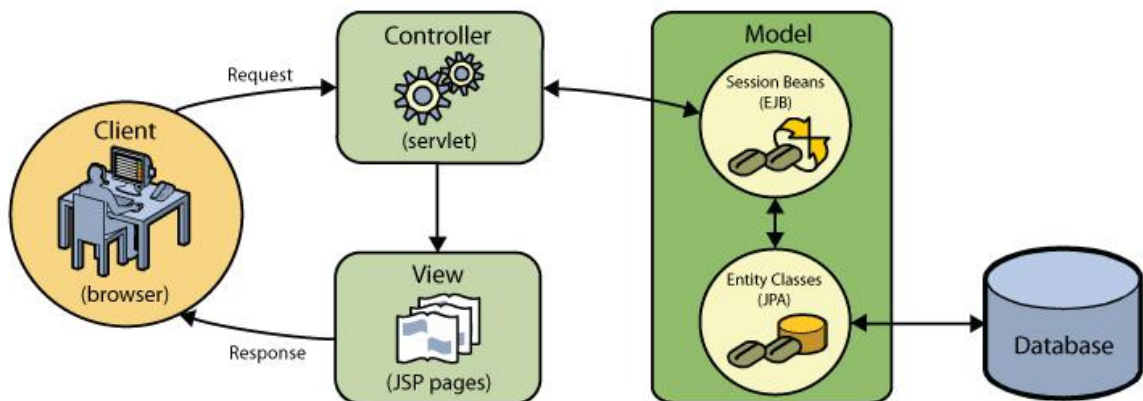 Request
Client
(browser)
Controller
(servlet)
View
(JSP pages)
Response
Model
Session Beans
(EJB)
Entity Classes
(JPA)
Database